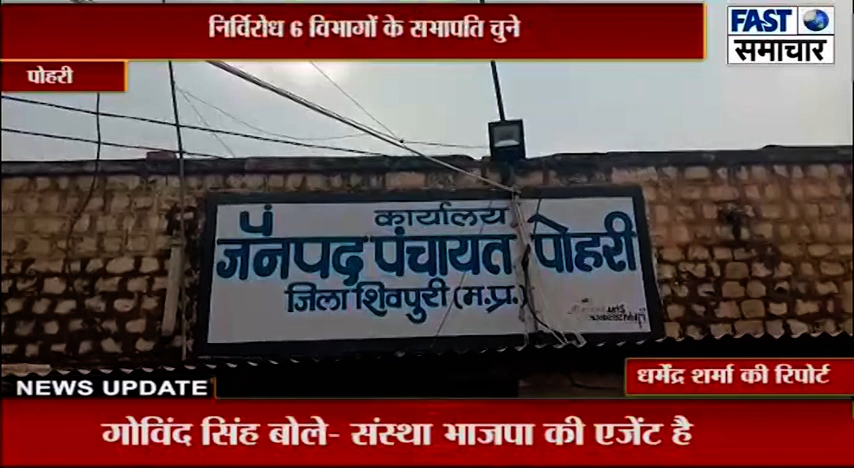 निर्विरोध 6 विभागों के सभापति चुने
FAST
समाचार
पोहरी
कार्यालय
जनपद पंचायत पोहरी
जिला शिवपुरी (म.प्र.)
धर्मेंद्र शर्मा की रिपोर्ट
NEWS UPDATE
गोविंद सिंह बोले- संस्था भाजपा की एजेंट है